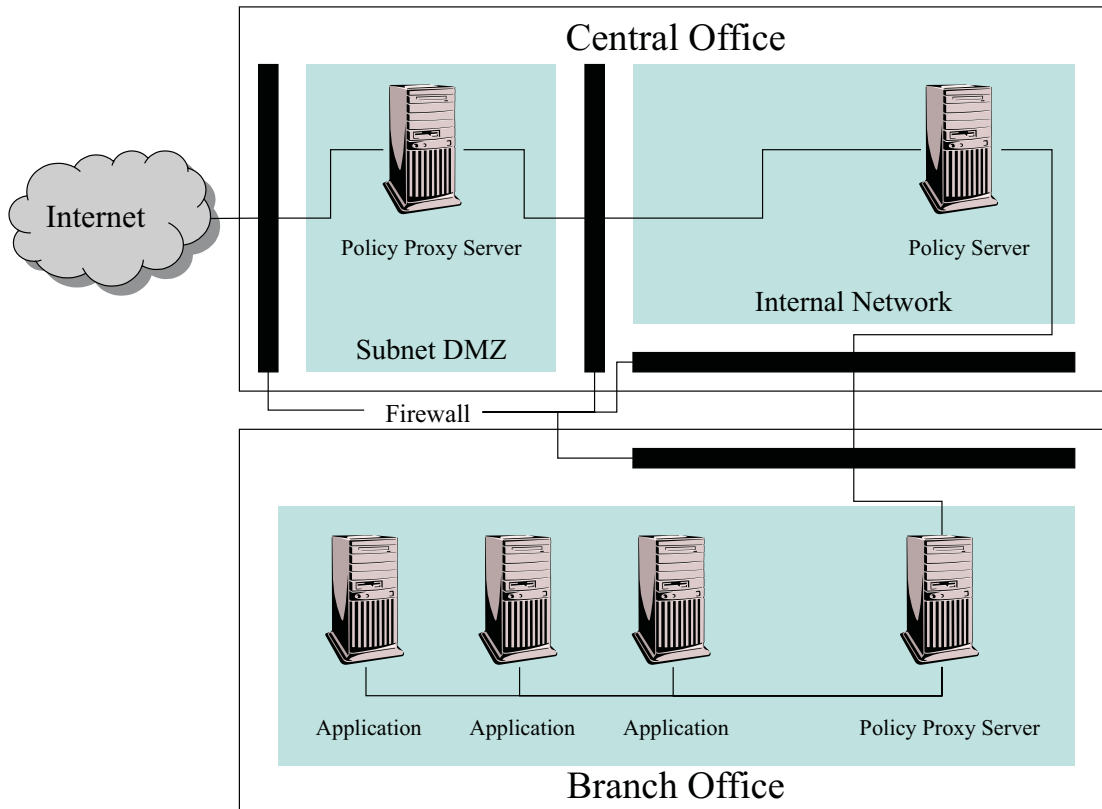 Central Office
Internet
Policy Proxy Server
Policy Server
Internal Network
Subnet DMZ
Firewall
Application
Application
Application
Policy Proxy Server
Branch Office